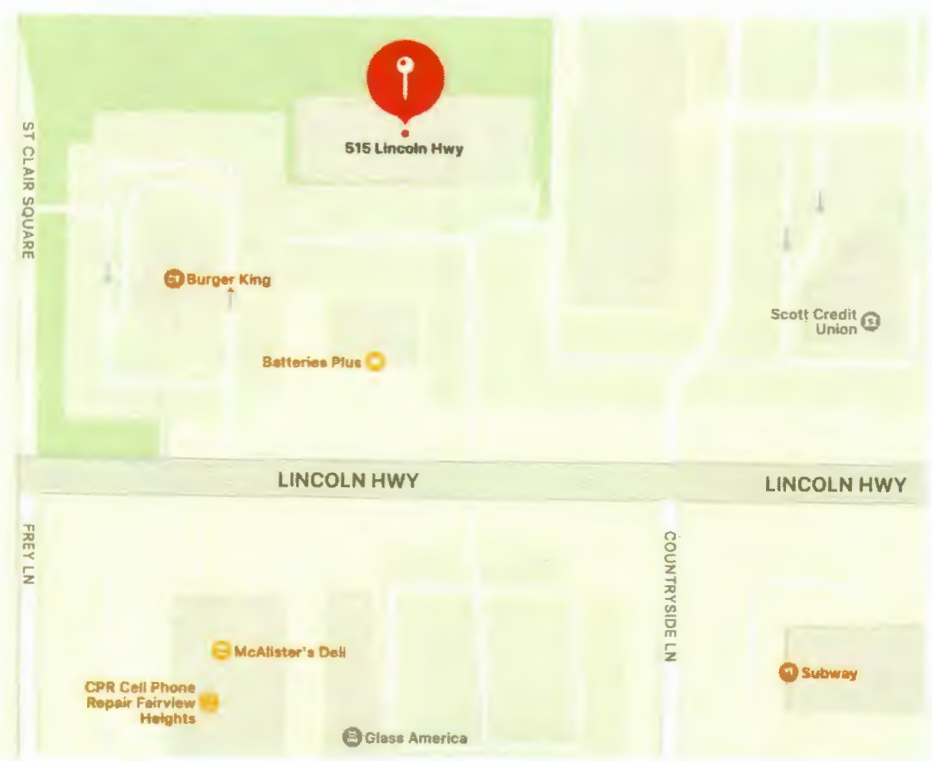 515 Lincoln Hwy
ST CLAIR SQUARE
Burger King
Scott Credit
Union
Batteries Plus
LINCOLN HWY
LINCOLN HWY
FREY LN
COUNTRYSIDE LN
McAlister's Deli
Subway
CPR Cell Phone
Repair Fairview
Heights
Glass America